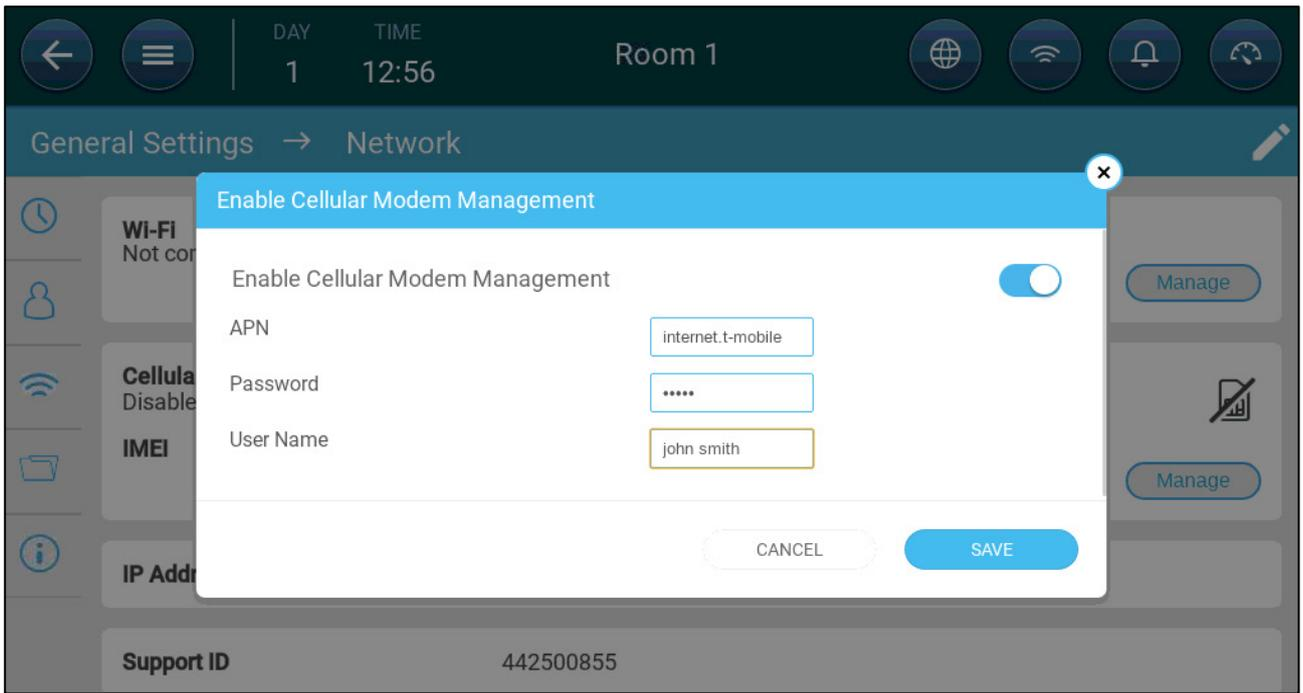 DAY TIME
1 12:56 Room 1
General Settings → Network
Enable Cellular Modem Management
Wi-Fi
Not cor
Enable Cellular Modem Management
Manage
APN internet.t-mobile
Password •••••
Cellula
Disable
User Name john smith
IMEI
Manage
CANCEL SAVE
IP Addr
Support ID 442500855